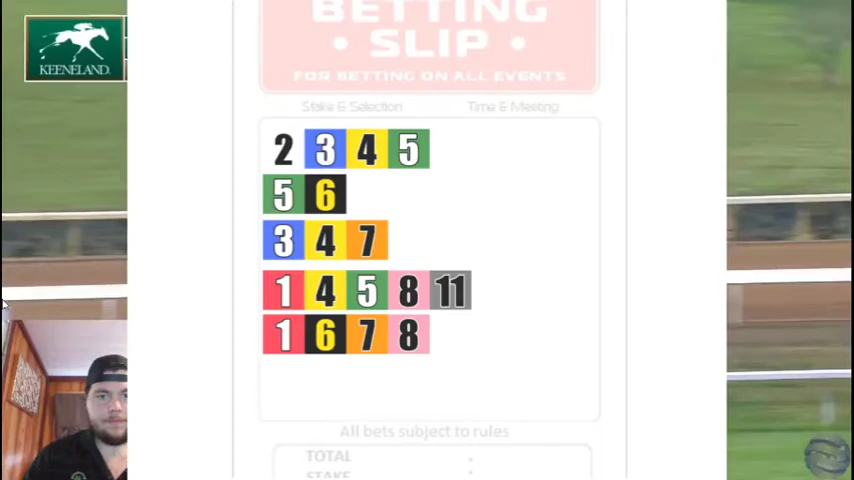 BETTING
• SLIP •
FOR BETTING ON ALL EVENTS
Stake & Selection Time & Meeting
KEENELAND
2 3 4 5
5 6
3 4 7
1 4 5 8 11
1 6 7 8
All bets subject to rules
TOTAL :
STAKE :